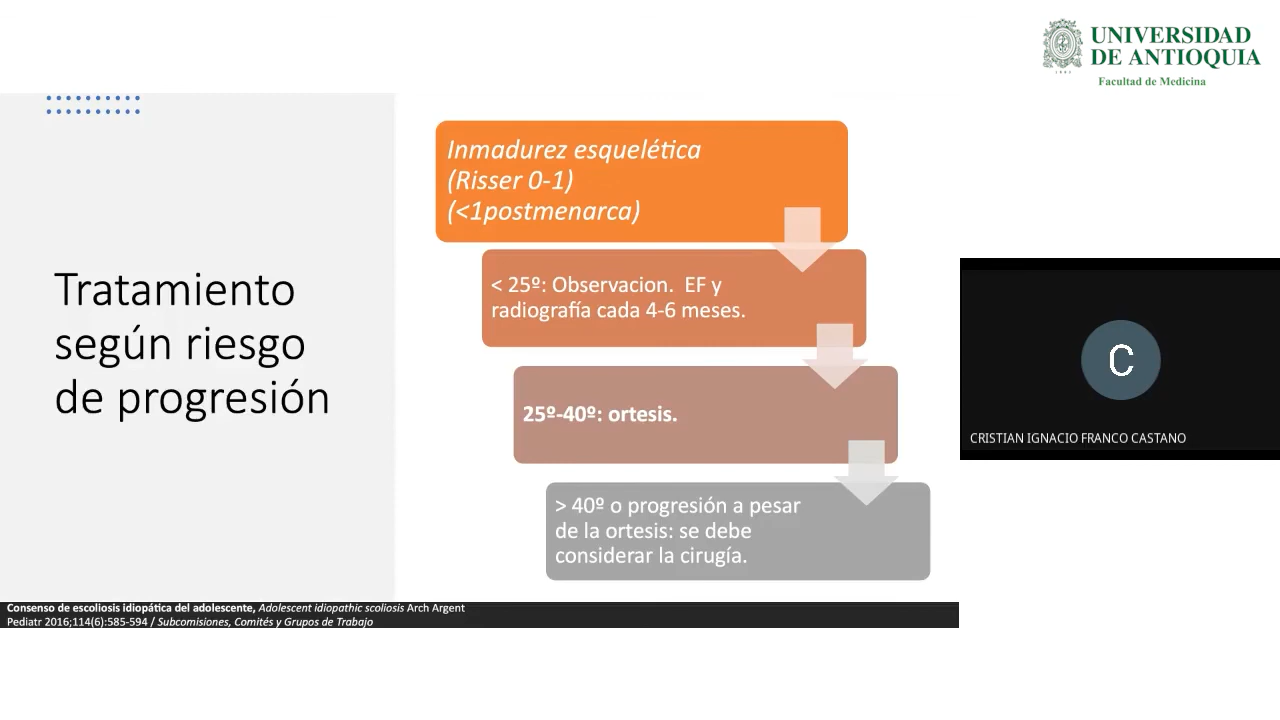 UNIVERSIDAD
DE ANTIOQUIA
1803
Facultad de Medicina
Tratamiento
según riesgo
de progresión
Inmadurez esquelética
(Risser 0-1)
(<1postmenarca)
< 25º: Observacion. EF y
radiografía cada 4-6 meses.
25º-40º: ortesis.
> 40º o progresión a pesar
de la ortesis: se debe
considerar la cirugía.
C
CRISTIAN IGNACIO FRANCO CASTANO
Consenso de escoliosis idiopática del adolescente, Adolescent idiopathic scoliosis Arch Argent
Pediatr 2016;114(6):585-594 / Subcomisiones, Comités y Grupos de Trabajo